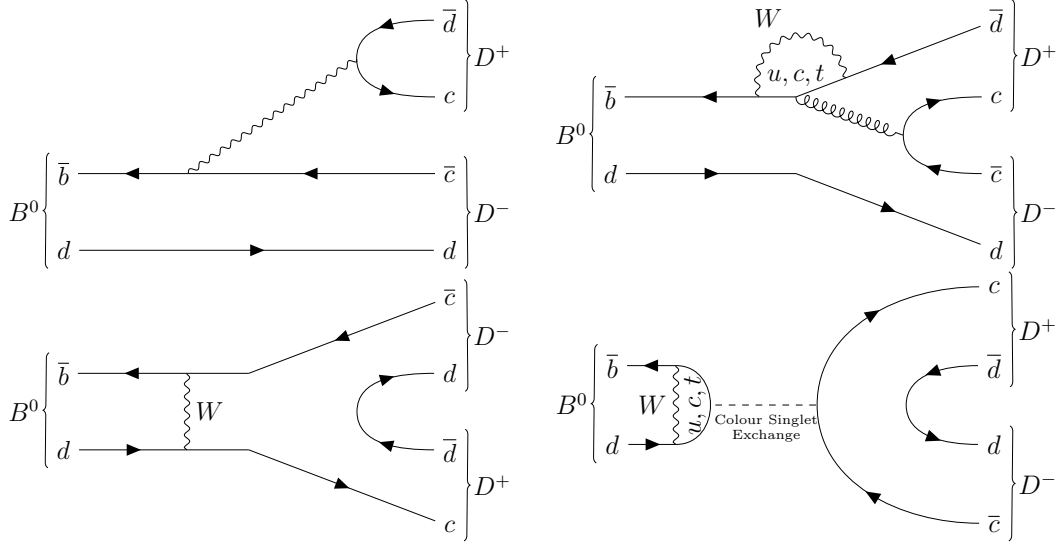 d̅
D⁺
c
B⁰
b̅
c̅
D⁻
d
d
W
u, c, t
d̅
D⁺
B⁰
b̅
c
d
c̅
D⁻
d
c̅
D⁻
B⁰
b̅
d
W
d
d̅
D⁺
c
c
D⁺
B⁰
b̅
d̅
W
u, c, t
Colour Singlet
Exchange
d
d
D⁻
c̅